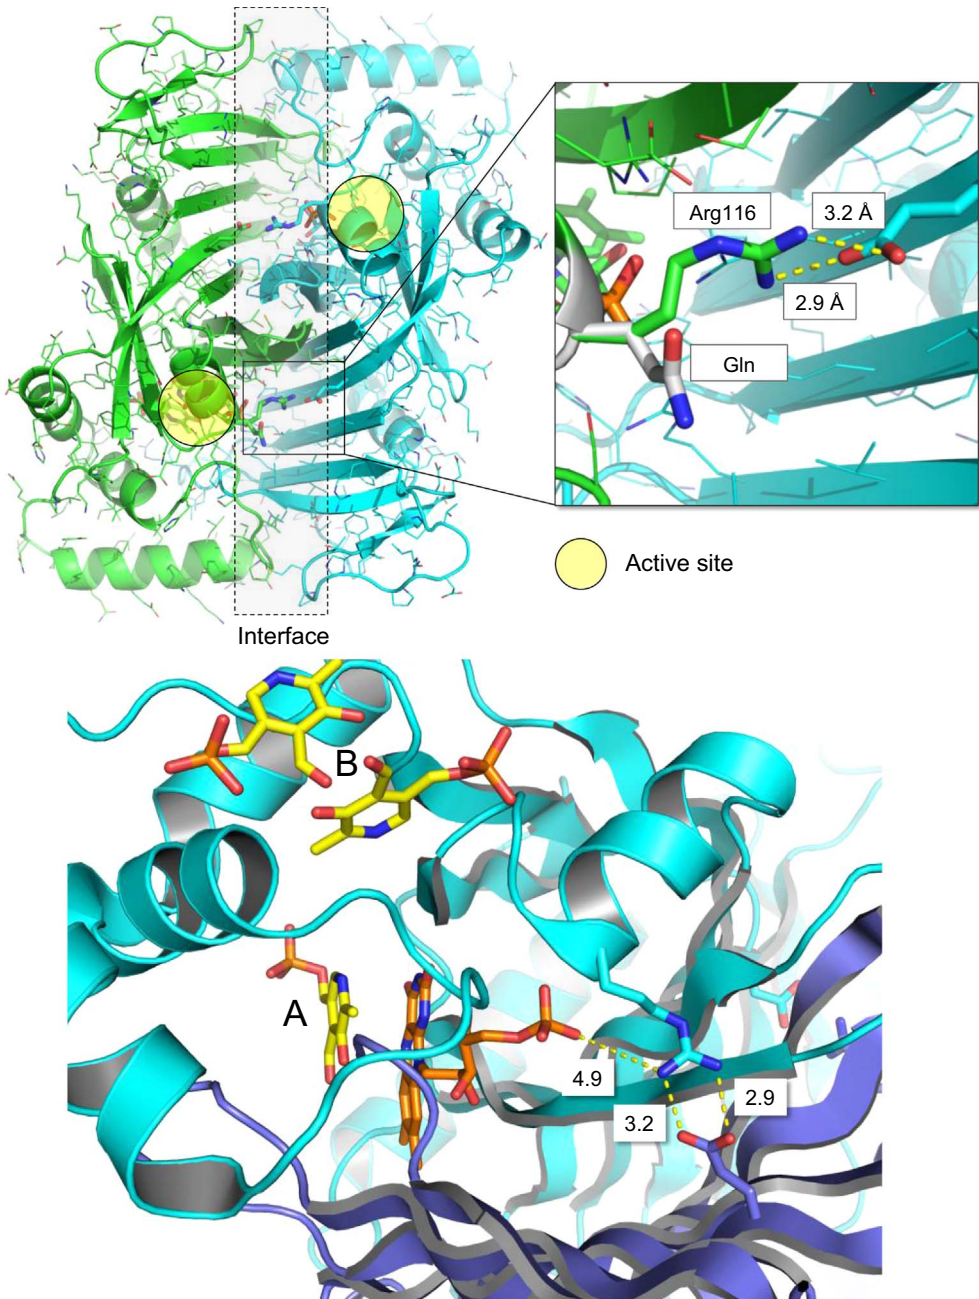 Arg116
3.2 Å
2.9 Å
Gln
Active site
Interface
B
A
4.9
3.2
2.9